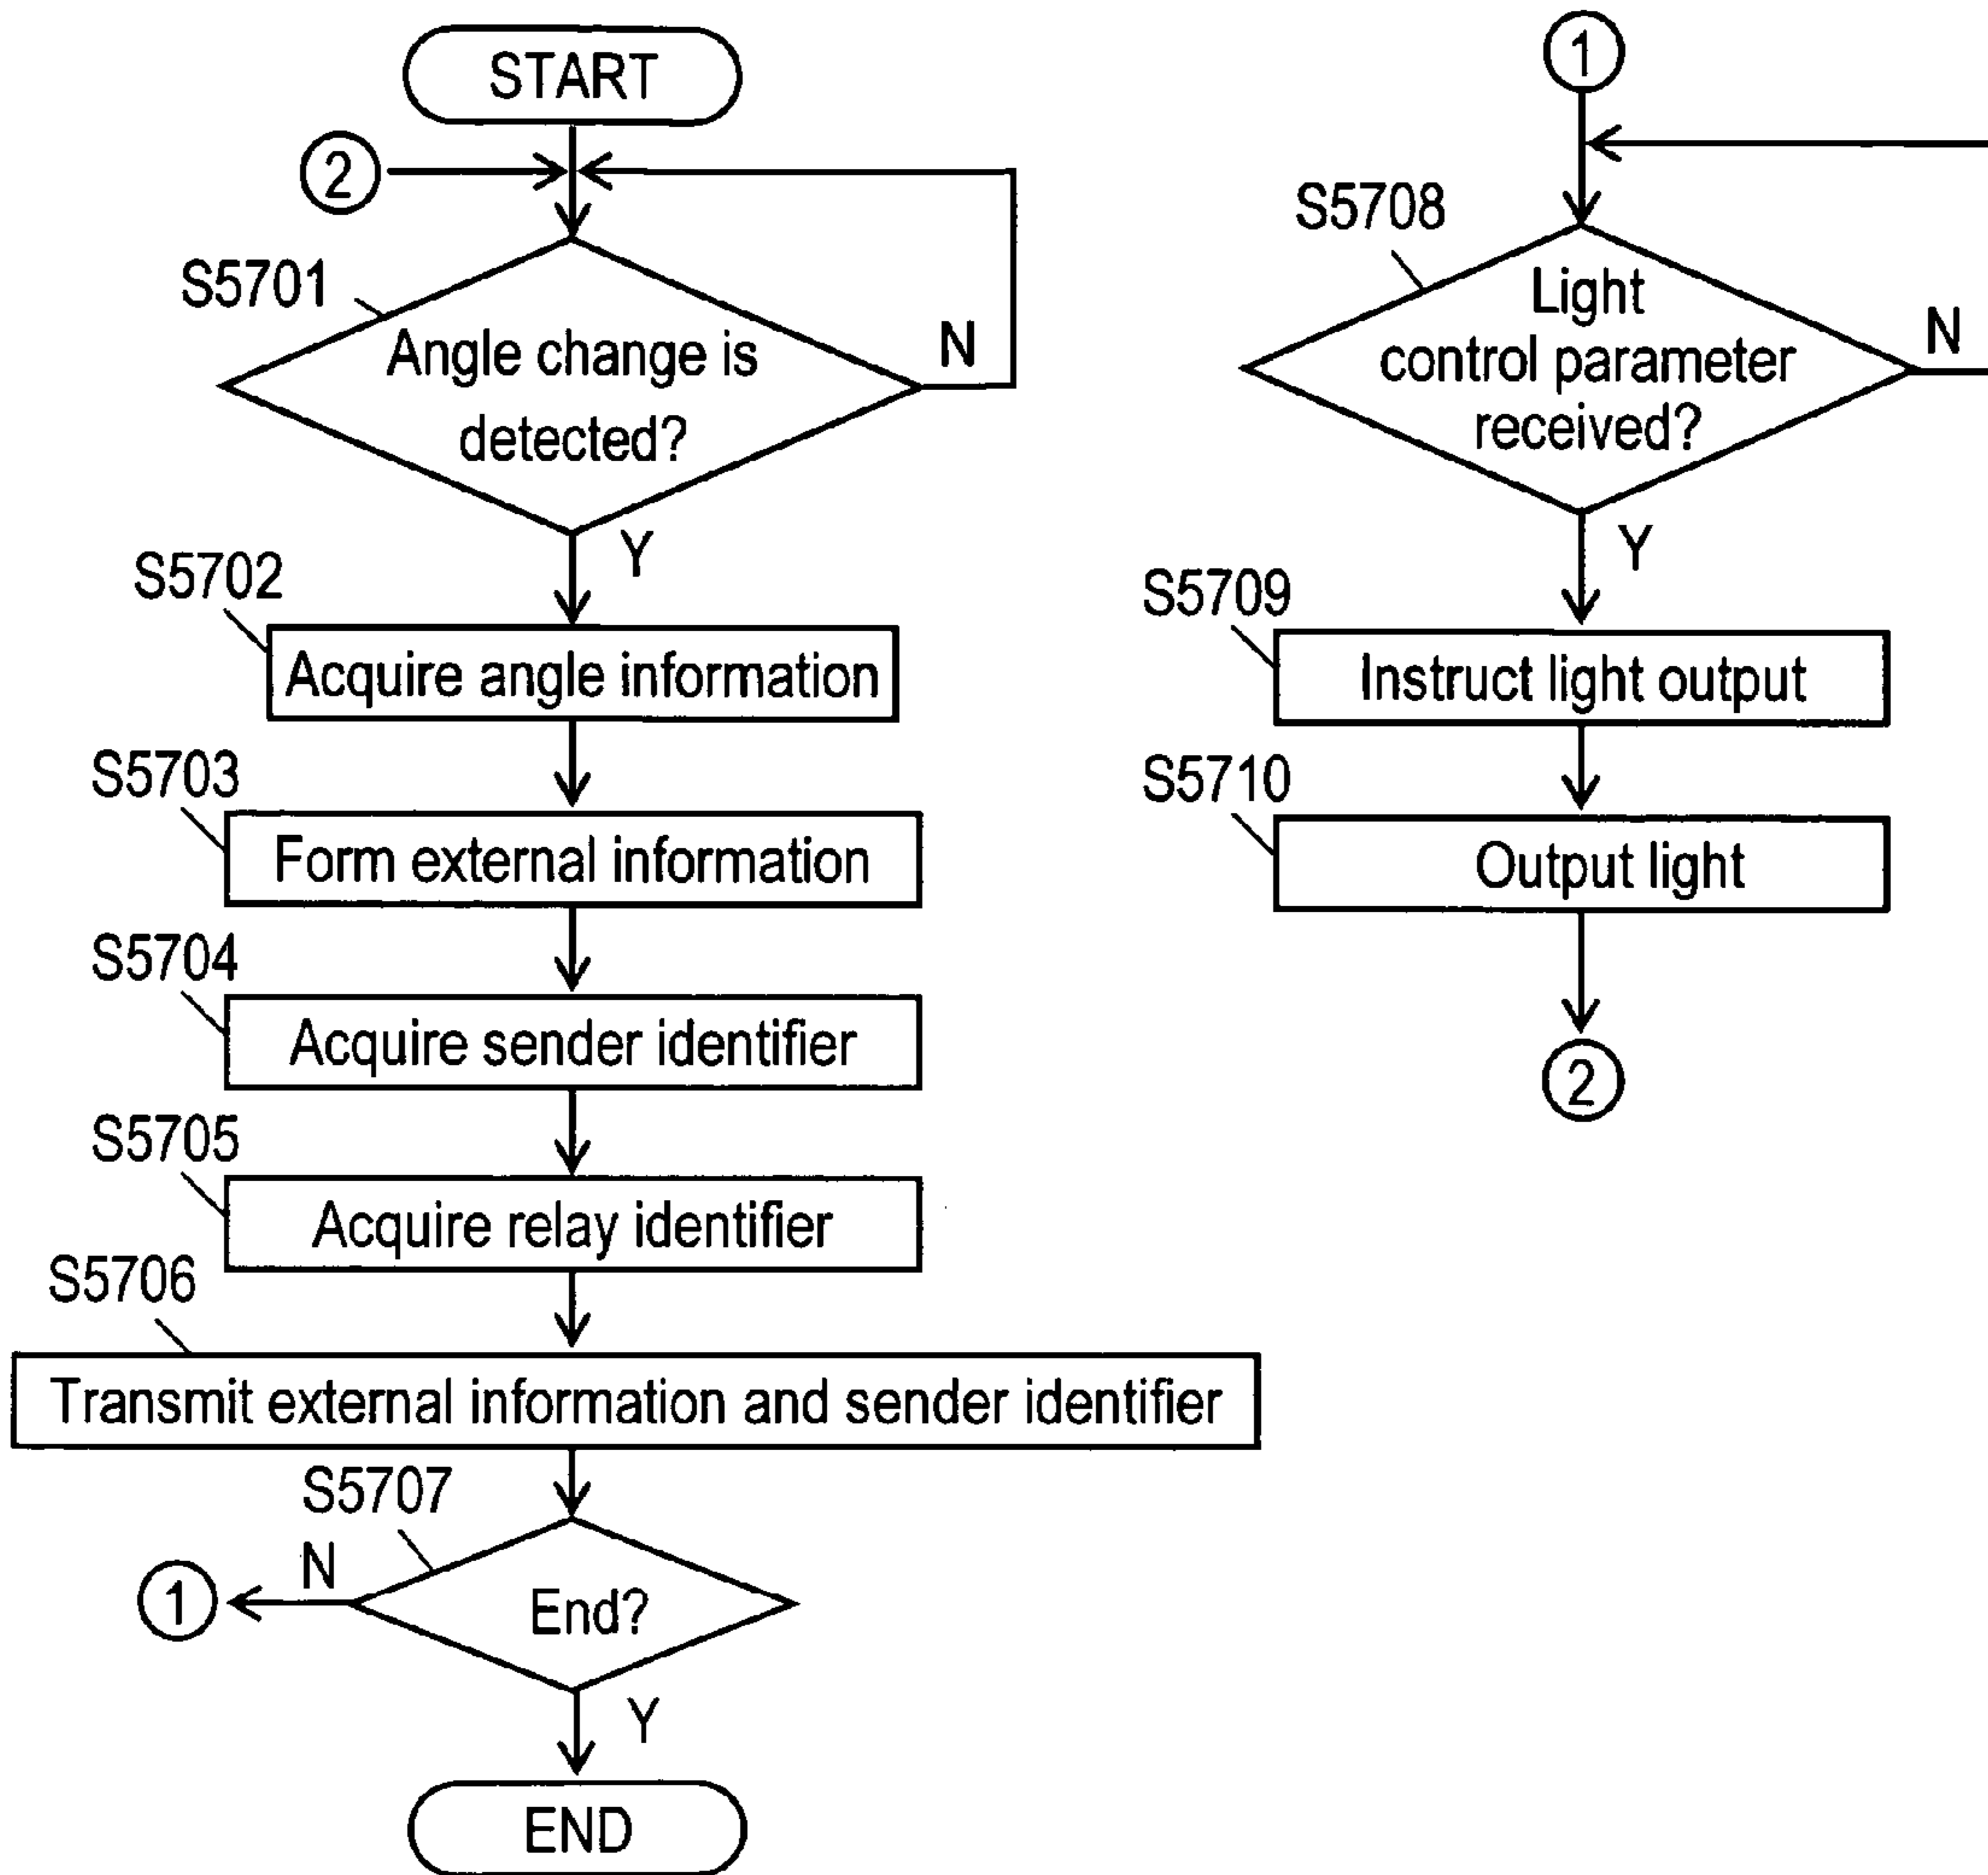 START
2
S5701
Angle change is
detected?
N
Y
S5702
Acquire angle information
S5703
Form external information
S5704
Acquire sender identifier
S5705
Acquire relay identifier
S5706
Transmit external information and sender identifier
S5707
N
1
End?
Y
END
1
S5708
Light
control parameter
received?
N
Y
S5709
Instruct light output
S5710
Output light
2